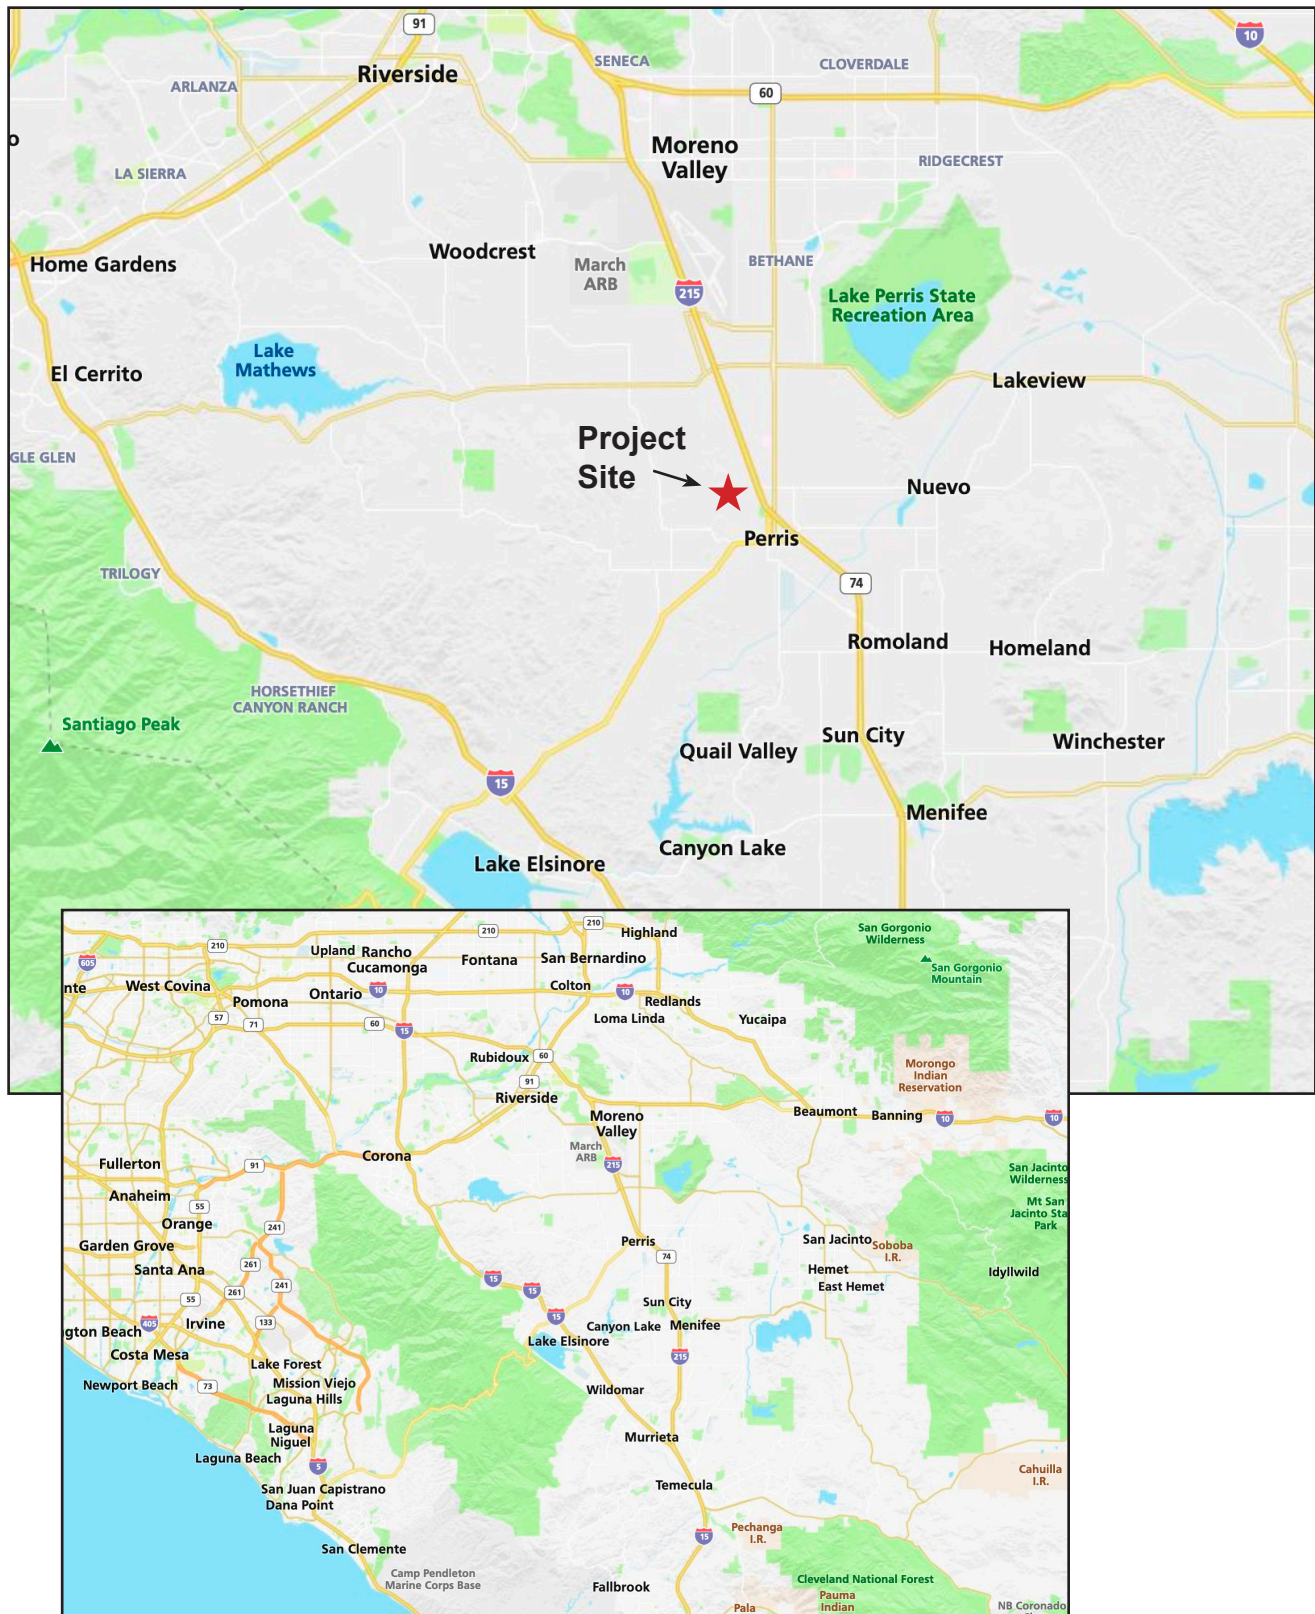 91
10
SENECA
CLOVERDALE
Riverside
ARLANZA
60
o
Moreno
Valley
RIDGECREST
LA SIERRA
Woodcrest
BETHANE
Home Gardens
March
ARB
215
Lake Perris State
Recreation Area
Lake
Mathews
El Cerrito
Lakeview
Project
Site
GLE GLEN
Nuevo
Perris
TRILOGY
74
Romoland
Homeland
HORSETHIEF
CANYON RANCH
Santiago Peak
Sun City
Winchester
Quail Valley
15
Menifee
Canyon Lake
Lake Elsinore
210
210
Highland
San Gorgonio
Wilderness
210
Upland
Rancho
Cucamonga
Fontana
San Bernardino
605
San Gorgonio
Mountain
nte
West Covina
Pomona
Ontario
10
Colton
10
Redlands
57
71
60
15
Loma Linda
Yucaipa
Rubidoux
60
Morongo
Indian
Reservation
91
Riverside
Moreno
Valley
Beaumont
Banning
10
10
March
ARB
Corona
215
Fullerton
91
San Jacinto
Wilderness
Anaheim
55
Mt San
Jacinto Sta
Park
Orange
241
Garden Grove
Perris
74
San Jacinto
Soboba
I.R.
Santa Ana
261
Hemet
Idyllwild
15
241
East Hemet
261
15
55
Sun City
15
405
Irvine
133
Canyon Lake
Menifee
gton Beach
Lake Elsinore
Costa Mesa
215
Lake Forest
Newport Beach
73
Mission Viejo
Laguna Hills
Wildomar
Laguna
Niguel
Murrieta
Laguna Beach
5
Cahuilla
I.R.
San Juan Capistrano
Temecula
Dana Point
15
Pechanga
I.R.
San Clemente
Camp Pendleton
Marine Corps Base
Fallbrook
Cleveland National Forest
Pauma
Indian
Pala
NB Coronado